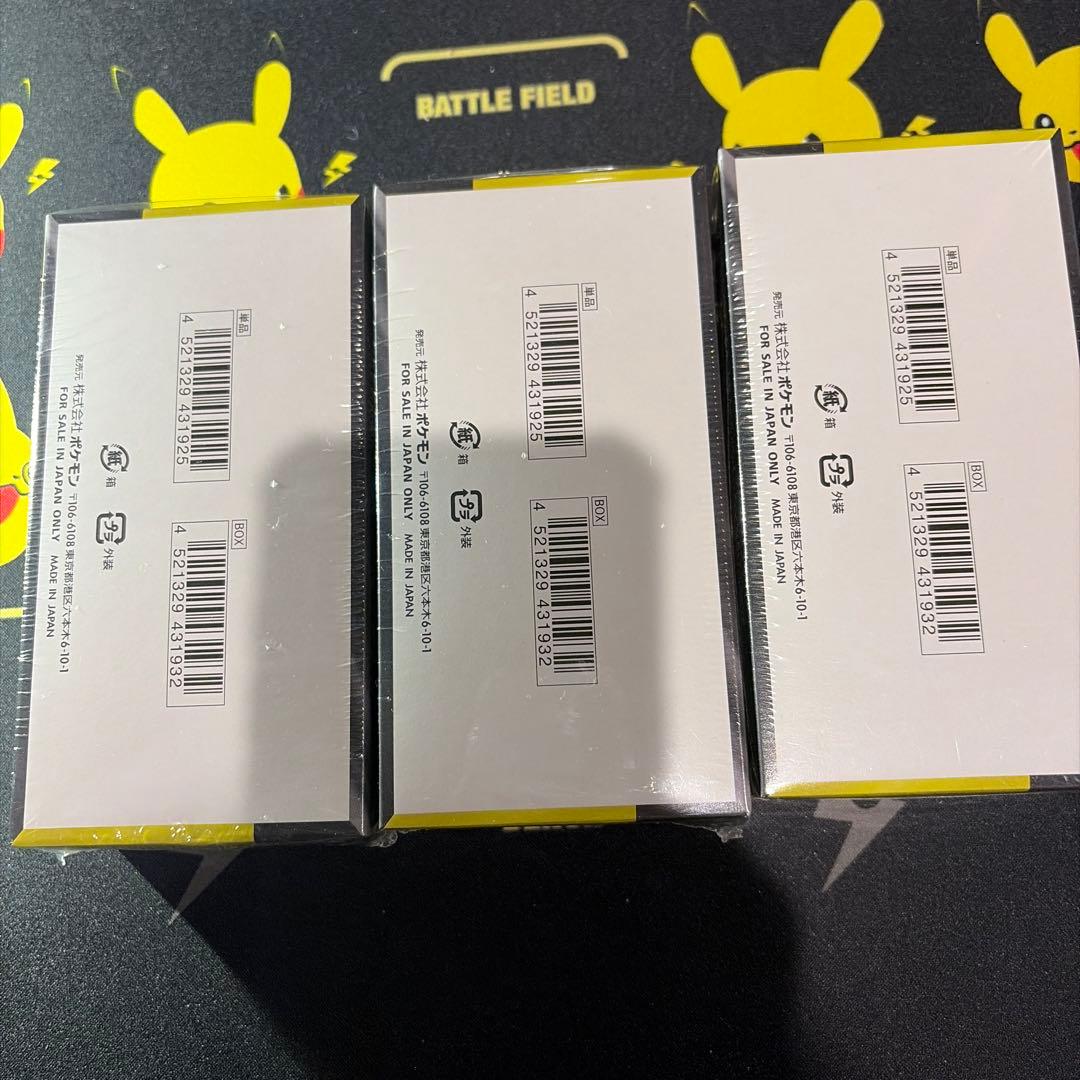 BATTLE FIELD
単品
4 521329 431925
BOX
4 521329 431932
紙 箱
プラ 外装
発売元 株式会社ポケモン 〒106-6108 東京都港区六本木6-10-1
FOR SALE IN JAPAN ONLY MADE IN JAPAN
単品
4 521329 431925
BOX
4 521329 431932
紙 箱
プラ 外装
発売元 株式会社ポケモン 〒106-6108 東京都港区六本木6-10-1
FOR SALE IN JAPAN ONLY MADE IN JAPAN
単品
4 521329 431925
BOX
4 521329 431932
紙 箱
プラ 外装
発売元 株式会社ポケモン 〒106-6108 東京都港区六本木6-10-1
FOR SALE IN JAPAN ONLY MADE IN JAPAN